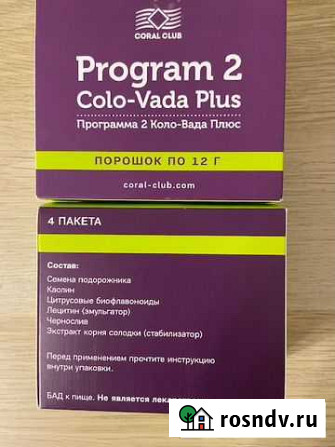 CORAL CLUB
Program 2
Colo-Vada Plus
Программа 2 Коло-Вада Плюс
ПОРОШОК ПО 12 Г
coral-club.com
4 ПАКЕТА
Состав:
Семена подорожника
Каолин
Цитрусовые биофлавоноиды
Лецитин (эмульгатор)
Чернослив
Экстракт корня солодки (стабилизатор)
Перед применением прочтите инструкцию
внутри упаковки.
БАД к пище. Не является
rosndv.ru